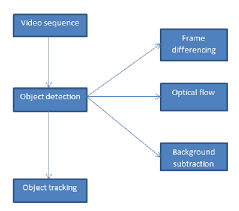 Video sequence
Frame
differencing
Object detection
Optical flow
Background
subtraction
Object tracking